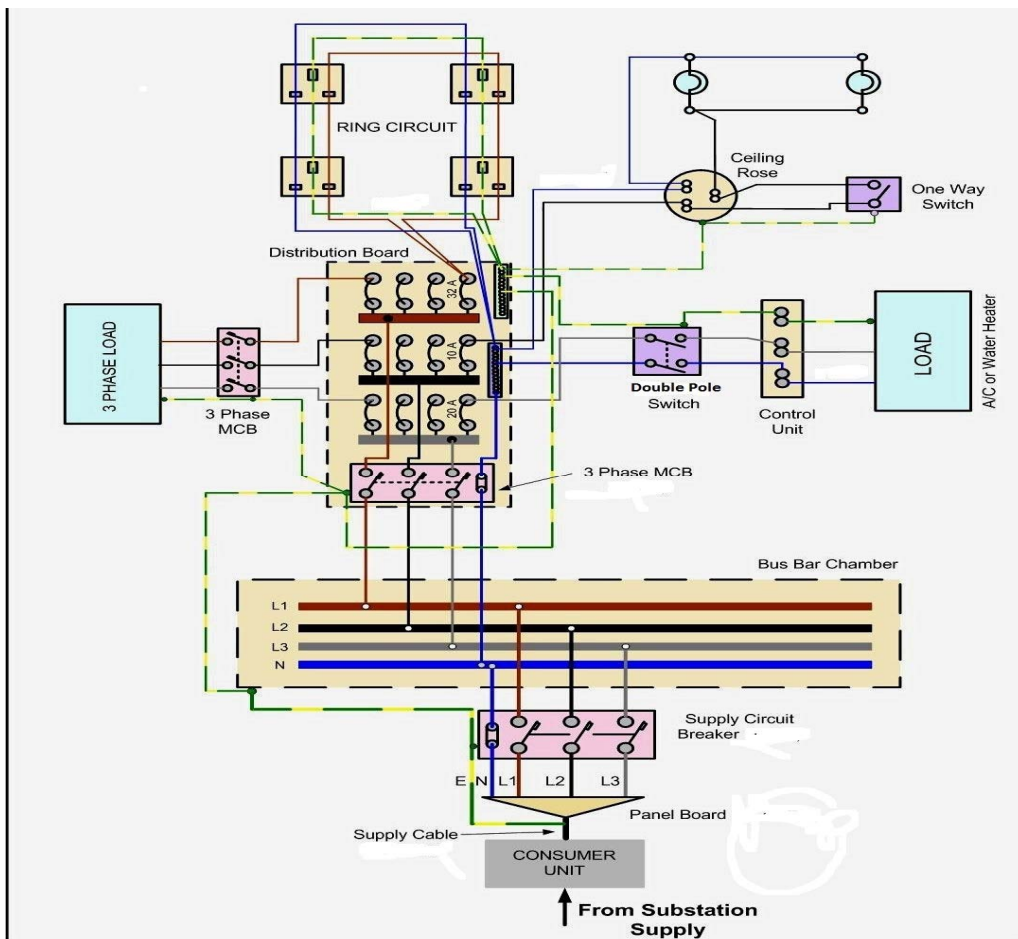 RING CIRCUIT
Ceiling
Rose
One Way
Switch
Distribution Board
32 A
10 A
20 A
3 PHASE LOAD
3 Phase
MCB
Double Pole
Switch
Control
Unit
LOAD
A/C or Water Heater
3 Phase MCB
Bus Bar Chamber
L1
L2
L3
N
Supply Circuit
Breaker
E N L1 L2 L3
Panel Board
Supply Cable
CONSUMER
UNIT
From Substation
Supply